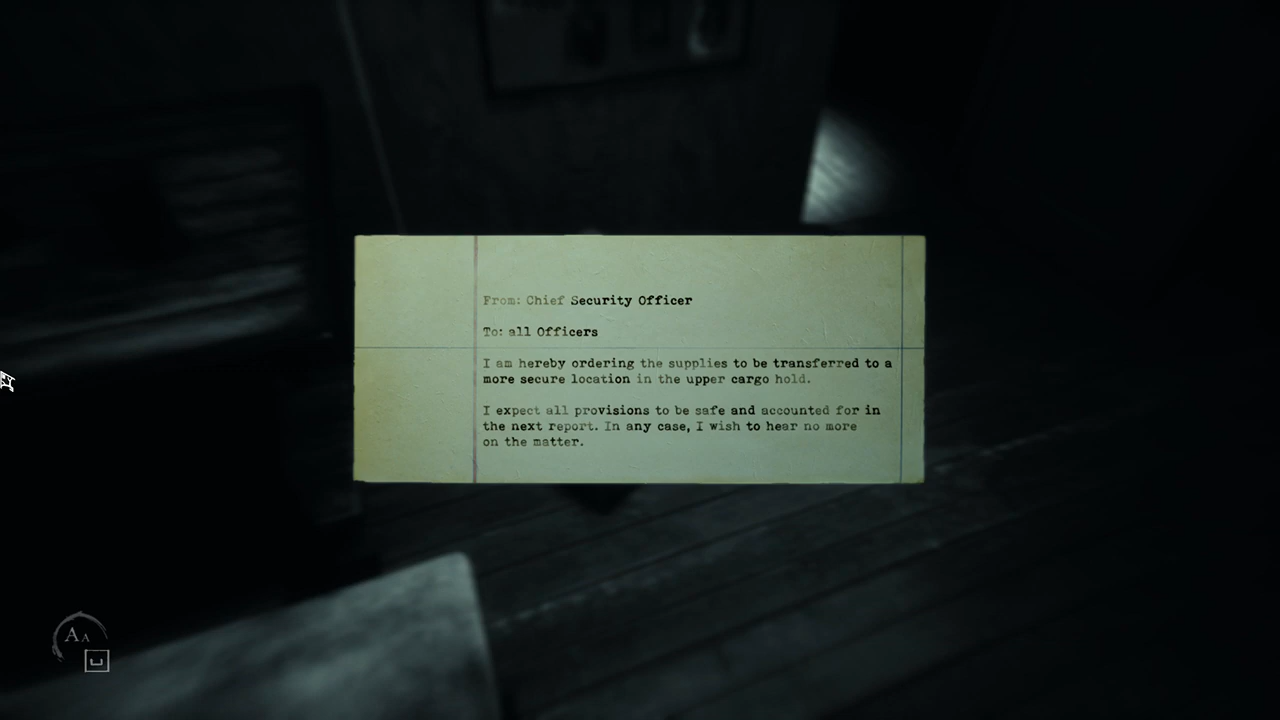 From: Chief Security Officer
To: all Officers
I am hereby ordering the supplies to be transferred to a
more secure location in the upper cargo hold.
I expect all provisions to be safe and accounted for in
the next report. In any case, I wish to hear no more
on the matter.
AA